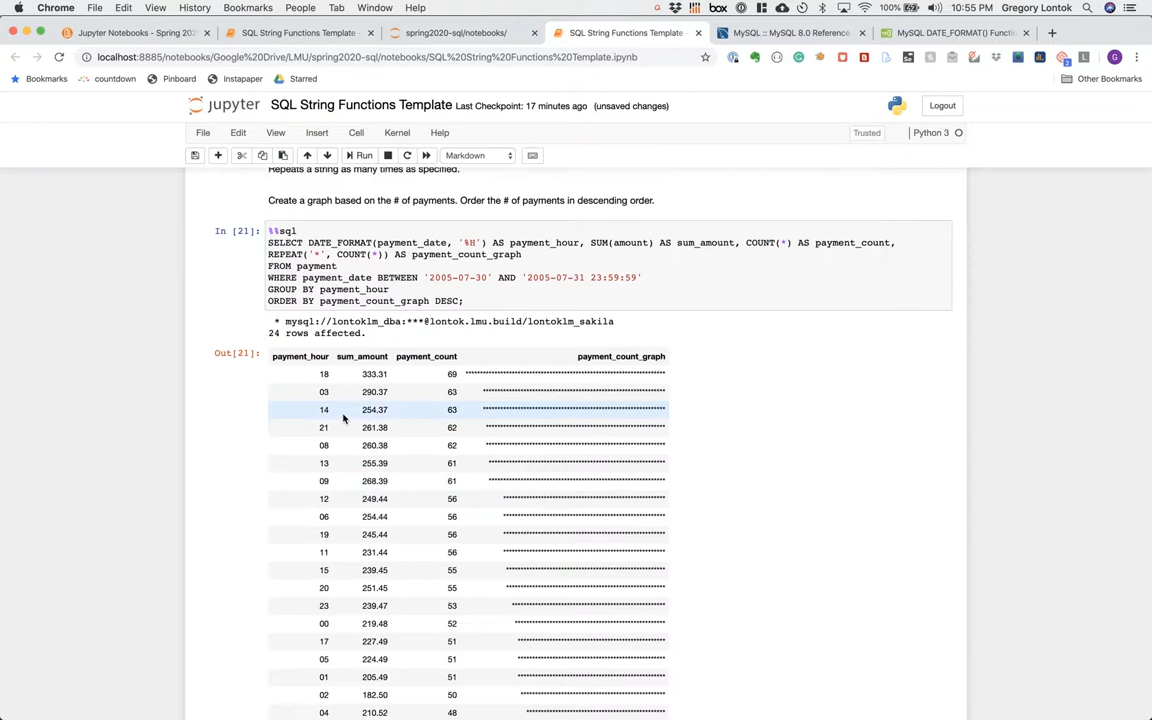 Chrome File Edit View History Bookmarks People Tab Window Help 100% 10:55 PM Gregory Lontok
Jupyter Notebooks - Spring 202 SQL String Functions Template - spring2020-sql/notebooks/ SQL String Functions Template - MySQL :: MySQL 8.0 Reference MySQL DATE_FORMAT() Functi
localhost:8885/notebooks/Google%20Drive/LMU/spring2020-sql/notebooks/SQL%20String%20Functions%20Template.ipynb
Bookmarks countdown Pinboard Instapaper Starred Other Bookmarks
jupyter SQL String Functions Template Last Checkpoint: 17 minutes ago (unsaved changes) Logout
File Edit View Insert Cell Kernel Help Trusted Python 3
Run Markdown
Repeats a string as many times as specified.
Create a graph based on the # of payments. Order the # of payments in descending order.
In [21]: %%sql
SELECT DATE_FORMAT(payment_date, '%H') AS payment_hour, SUM(amount) AS sum_amount, COUNT(*) AS payment_count,
REPEAT('*', COUNT(*)) AS payment_count_graph
FROM payment
WHERE payment_date BETWEEN '2005-07-30' AND '2005-07-31 23:59:59'
GROUP BY payment_hour
ORDER BY payment_count_graph DESC;
* mysql://lontoklm_dba:***@lontok.lmu.build/lontoklm_sakila
24 rows affected.
Out[21]: payment_hour sum_amount payment_count payment_count_graph
18 333.31 69 *********************************************************************
03 290.37 63 ***************************************************************
14 254.37 63 ***************************************************************
21 261.38 62 **************************************************************
08 260.38 62 **************************************************************
13 255.39 61 *************************************************************
09 268.39 61 *************************************************************
12 249.44 56 ********************************************************
06 254.44 56 ********************************************************
19 245.44 56 ********************************************************
11 231.44 56 ********************************************************
15 239.45 55 *******************************************************
20 251.45 55 *******************************************************
23 239.47 53 *****************************************************
00 219.48 52 ****************************************************
17 227.49 51 ***************************************************
05 224.49 51 ***************************************************
01 205.49 51 ***************************************************
02 182.50 50 **************************************************
04 210.52 48 ************************************************